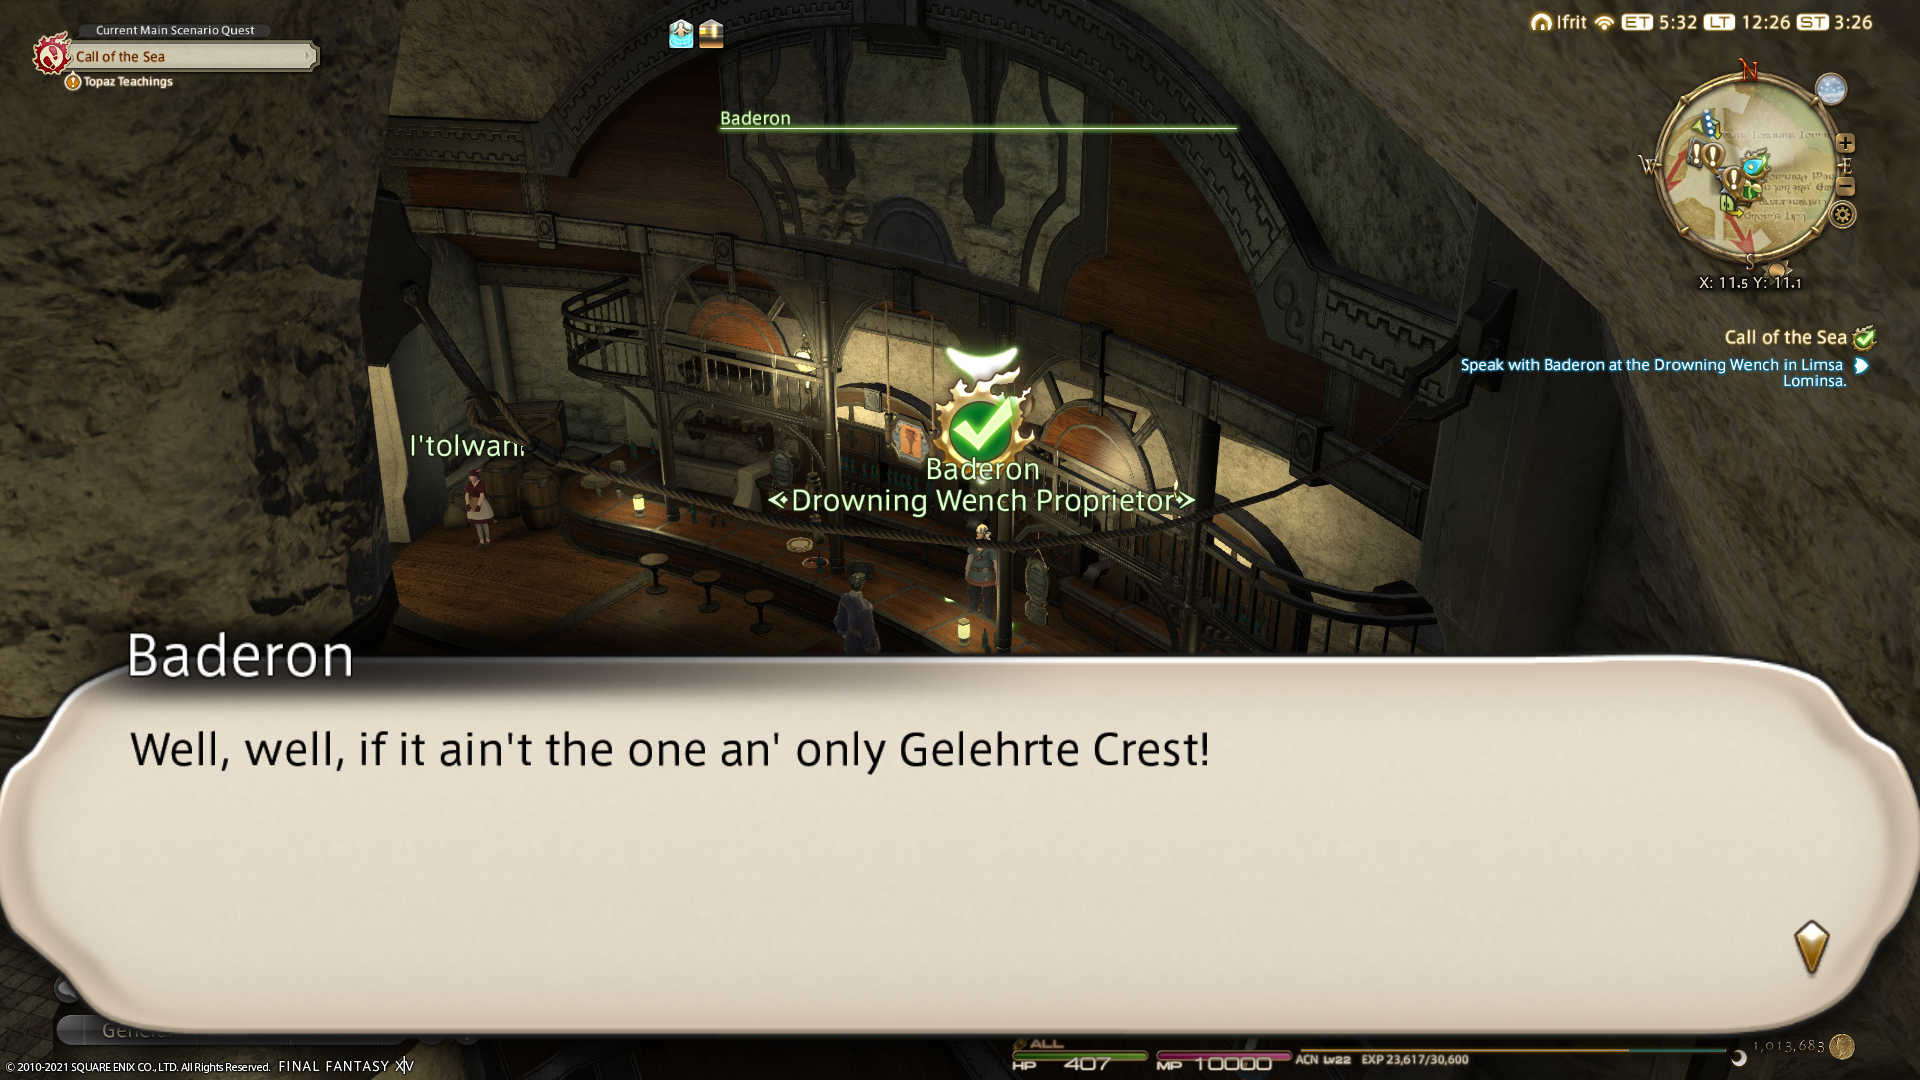 Current Main Scenario Quest
Call of the Sea
Topaz Teachings
Ifrit ET 5:32 LT 12:26 ST 3:26
Baderon
N
W
E
S
X: 11.5 Y: 11.1
Call of the Sea
Speak with Baderon at the Drowning Wench in Limsa
Lominsa.
I'tolwann
Baderon
Drowning Wench Proprietor
Baderon
Well, well, if it ain't the one an' only Gelehrte Crest!
ALL
HP 407 MP 10000 ACN Lv22 EXP 23,617/30,600
1,013,683
© 2010-2021 SQUARE ENIX CO., LTD. All Rights Reserved. FINAL FANTASY XIV